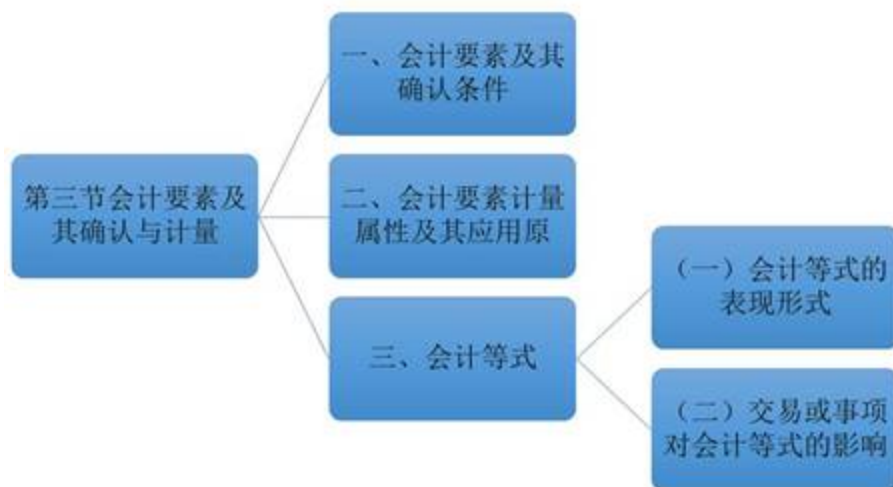 一、会计要素及其
确认条件
第三节会计要素及
其确认与计量
二、会计要素计量
属性及其应用原
三、会计等式
（一）会计等式的
表现形式
（二）交易或事项
对会计等式的影响